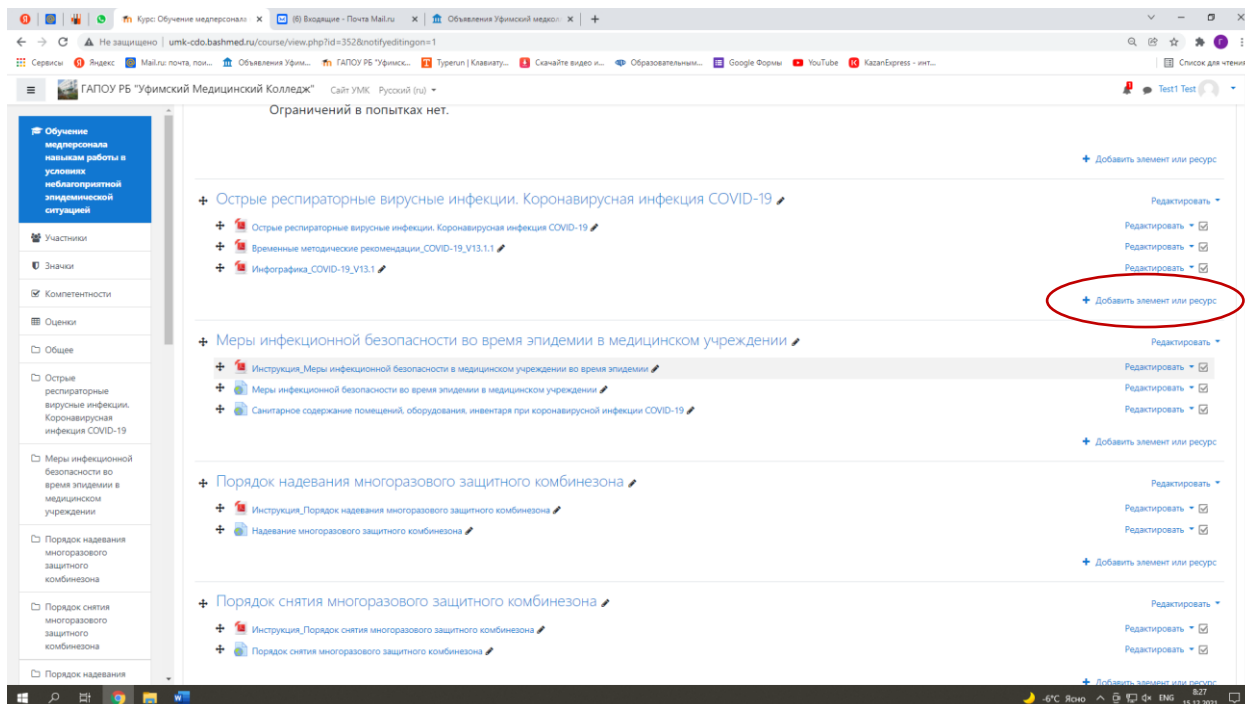 Курс: Обучение медперсонала
(6) Входящие - Почта Mail.ru
Объявления Уфимский медкол
Не защищено | umk-cdo.bashmed.ru/course/view.php?id=352&notifyeditingon=1
Сервисы Яндекс Mail.ru: почта, пои... Объявления Уфим... ГАПОУ РБ "Уфимск... Typerun | Клавиату... Скачайте видео и... Образовательным... Google Формы YouTube KazanExpress - инт... Список для чтения
ГАПОУ РБ "Уфимский Медицинский Колледж" Сайт УМК Русский (ru) Test1 Test
Обучение
медперсонала
навыкам работы в
условиях
неблагоприятной
эпидемической
ситуацией
Участники
Значки
Компетентности
Оценки
Общее
Острые
респираторные
вирусные инфекции.
Коронавирусная
инфекция COVID-19
Меры инфекционной
безопасности во
время эпидемии в
медицинском
учреждении
Порядок надевания
многоразового
защитного
комбинезона
Порядок снятия
многоразового
защитного
комбинезона
Порядок надевания
Ограничений в попытках нет.
Добавить элемент или ресурс
Острые респираторные вирусные инфекции. Коронавирусная инфекция COVID-19 Редактировать
Острые респираторные вирусные инфекции. Коронавирусная инфекция COVID-19 Редактировать
Временные методические рекомендации_COVID-19_V13.1.1 Редактировать
Инфографика_COVID-19_V13.1 Редактировать
Добавить элемент или ресурс
Меры инфекционной безопасности во время эпидемии в медицинском учреждении Редактировать
Инструкция_Меры инфекционной безопасности в медицинском учреждении во время эпидемии Редактировать
Меры инфекционной безопасности во время эпидемии в медицинском учреждении Редактировать
Санитарное содержание помещений, оборудования, инвентаря при коронавирусной инфекции COVID-19 Редактировать
Добавить элемент или ресурс
Порядок надевания многоразового защитного комбинезона Редактировать
Инструкция_Порядок надевания многоразового защитного комбинезона Редактировать
Надевание многоразового защитного комбинезона Редактировать
Добавить элемент или ресурс
Порядок снятия многоразового защитного комбинезона Редактировать
Инструкция_Порядок снятия многоразового защитного комбинезона Редактировать
Порядок снятия многоразового защитного комбинезона Редактировать
Добавить элемент или ресурс
-6°C Ясно ENG 8:27
15.12.2021